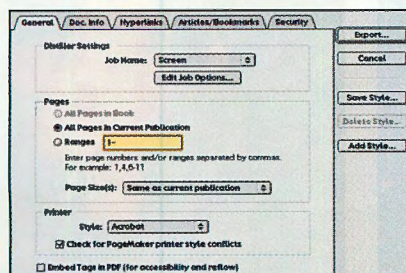 General Doc. Info Hyperlinks Articles/Bookmarks Security
Export...
Cancel
Save Style...
Delete Style...
Add Style...
Distiller Settings
Job Name: Screen
Edit Job Options...
Pages
All Pages in Book
All Pages in Current Publication
Ranges 1-
Enter page numbers and/or ranges separated by commas.
For example: 1,4,6-11
Page Size(s): Same as current publication
Printer
Style: Acrobat
Check for PageMaker printer style conflicts
Embed Tags in PDF (for accessibility and reflow)